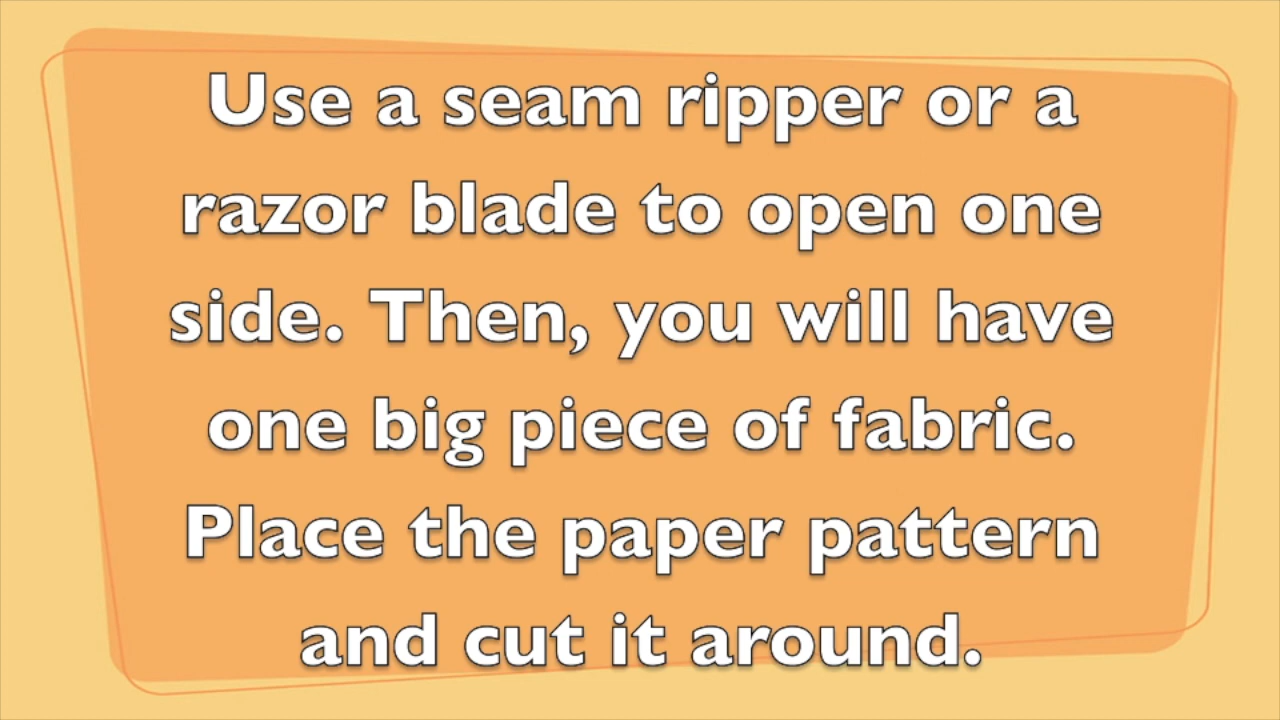 Use a seam ripper or a
razor blade to open one
side. Then, you will have
one big piece of fabric.
Place the paper pattern
and cut it around.